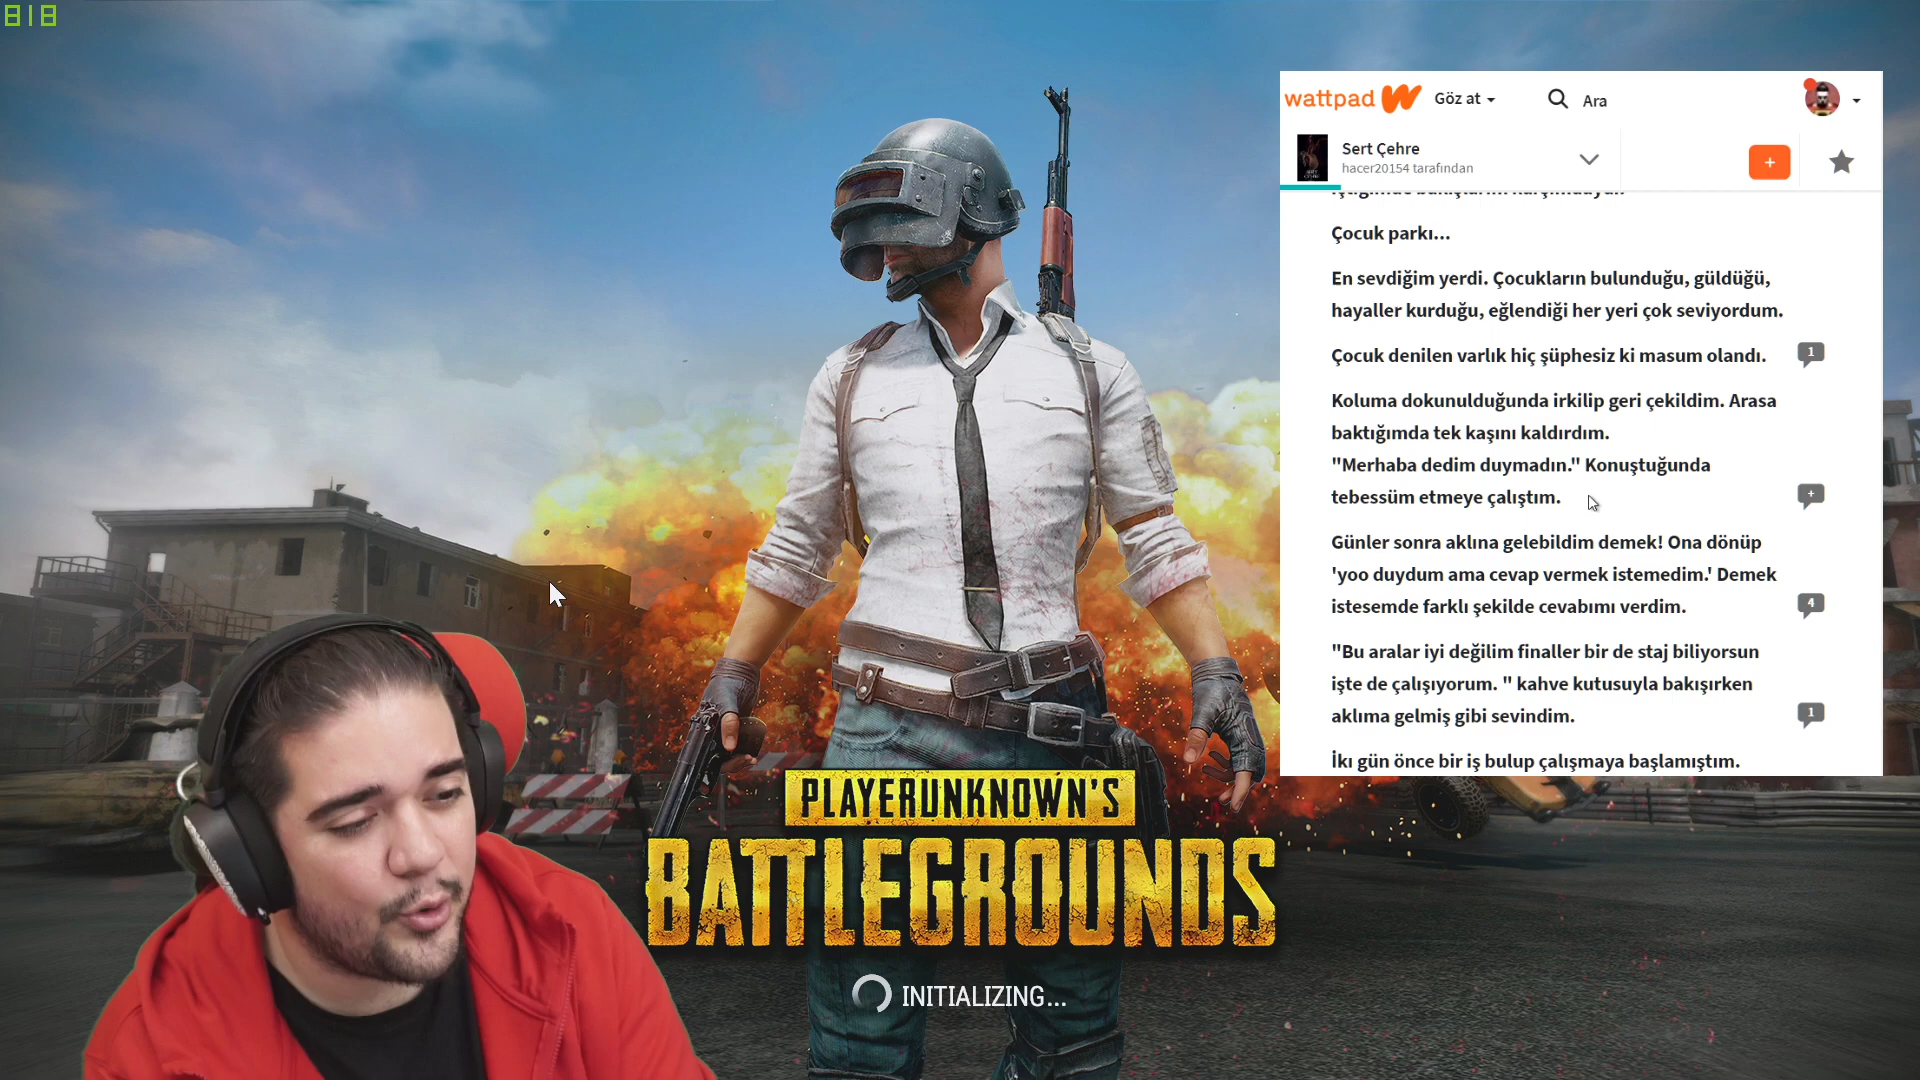 818
wattpad
Göz at
Ara
Sert Çehre
hacer20154 tarafından
Çocuk parkı...
En sevdiğim yerdi. Çocukların bulunduğu, güldüğü,
hayaller kurduğu, eğlendiği her yeri çok seviyordum.
Çocuk denilen varlık hiç şüphesiz ki masum olandı.
1
Koluma dokunulduğunda irkilip geri çekildim. Arasa
baktığımda tek kaşını kaldırdım.
"Merhaba dedim duymadın." Konuştuğunda
tebessüm etmeye çalıştım.
+
Günler sonra aklına gelebildim demek! Ona dönüp
'yoo duydum ama cevap vermek istemedim.' Demek
istesemde farklı şekilde cevabımı verdim.
4
"Bu aralar iyi değilim finaller bir de staj biliyorsun
işte de çalışıyorum. " kahve kutusuyla bakışırken
aklıma gelmiş gibi sevindim.
1
İki gün önce bir iş bulup çalışmaya başlamıştım.
PLAYERUNKNOWN'S
BATTLEGROUNDS
INITIALIZING...